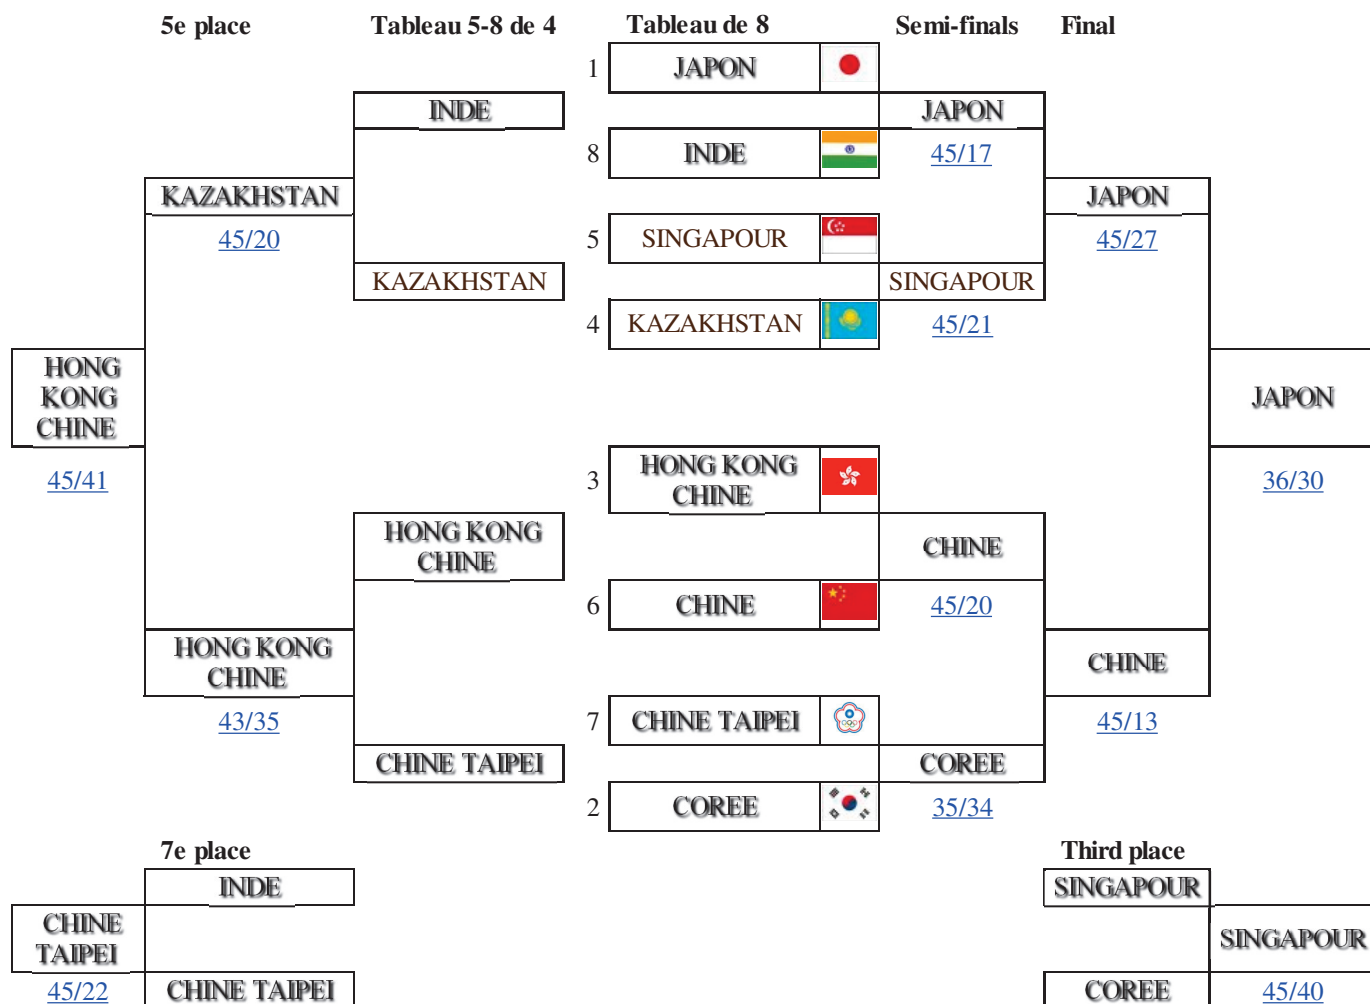 5e place Tableau 5-8 de 4 Tableau de 8 Semi-finals Final
1 JAPON
INDE JAPON
8 INDE 45/17
KAZAKHSTAN JAPON
45/20 5 SINGAPOUR 45/27
KAZAKHSTAN SINGAPOUR
4 KAZAKHSTAN 45/21
HONG
KONG
CHINE
JAPON
45/41 3 HONG KONG
CHINE
36/30
HONG KONG
CHINE
CHINE
6 CHINE 45/20
HONG KONG
CHINE
CHINE
43/35 7 CHINE TAIPEI 45/13
CHINE TAIPEI COREE
2 COREE 35/34
7e place Third place
INDE SINGAPOUR
CHINE
TAIPEI
SINGAPOUR
45/22 CHINE TAIPEI COREE 45/40